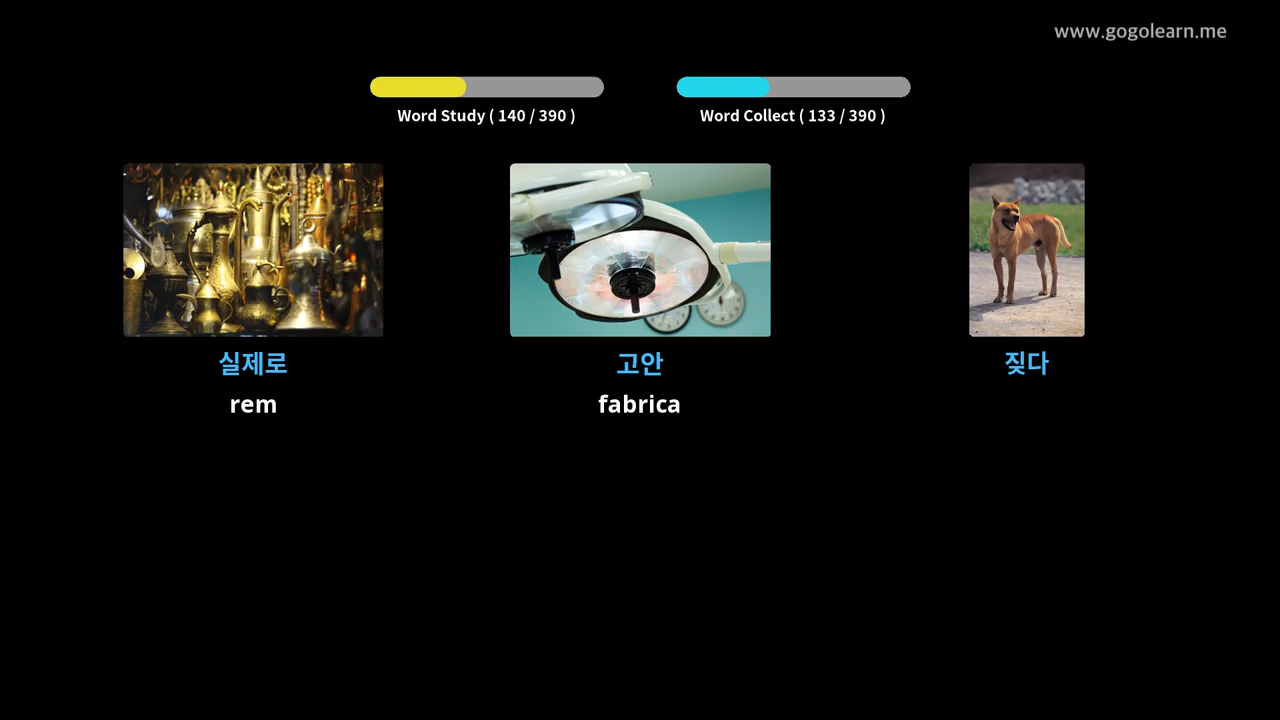 www.gogolearn.me
Word Study ( 140 / 390 )
Word Collect ( 133 / 390 )
실제로
고안
짖다
rem
fabrica